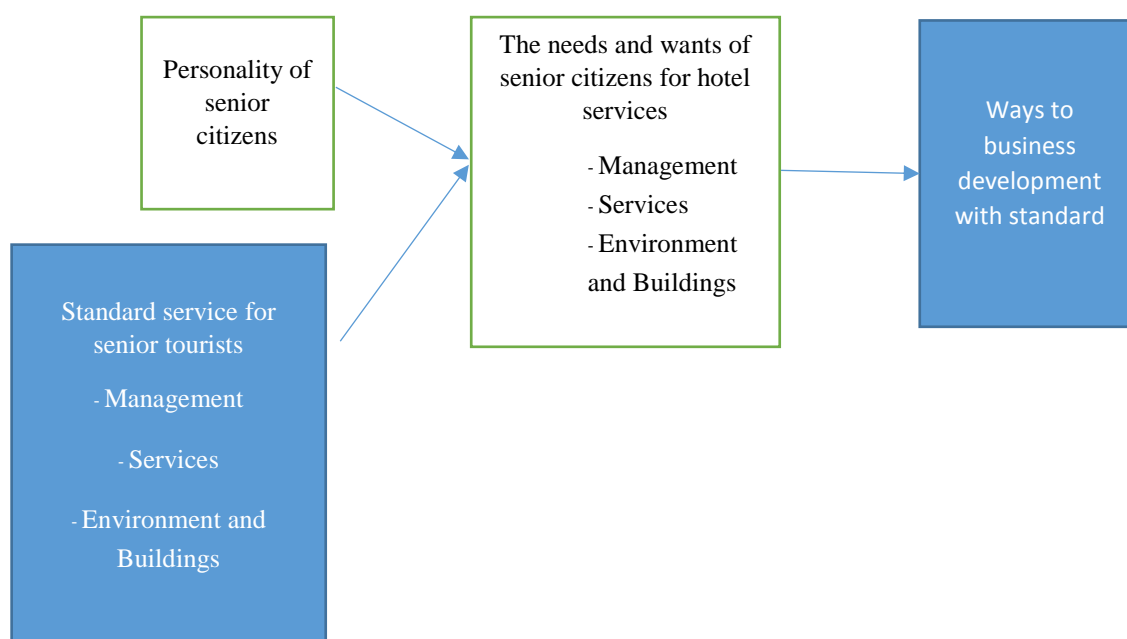 Personality of
senior
citizens
The needs and wants of
senior citizens for hotel
services
- Management
- Services
- Environment
and Buildings
Ways to
business
development
with standard
Standard service for
senior tourists
- Management
- Services
- Environment and
Buildings